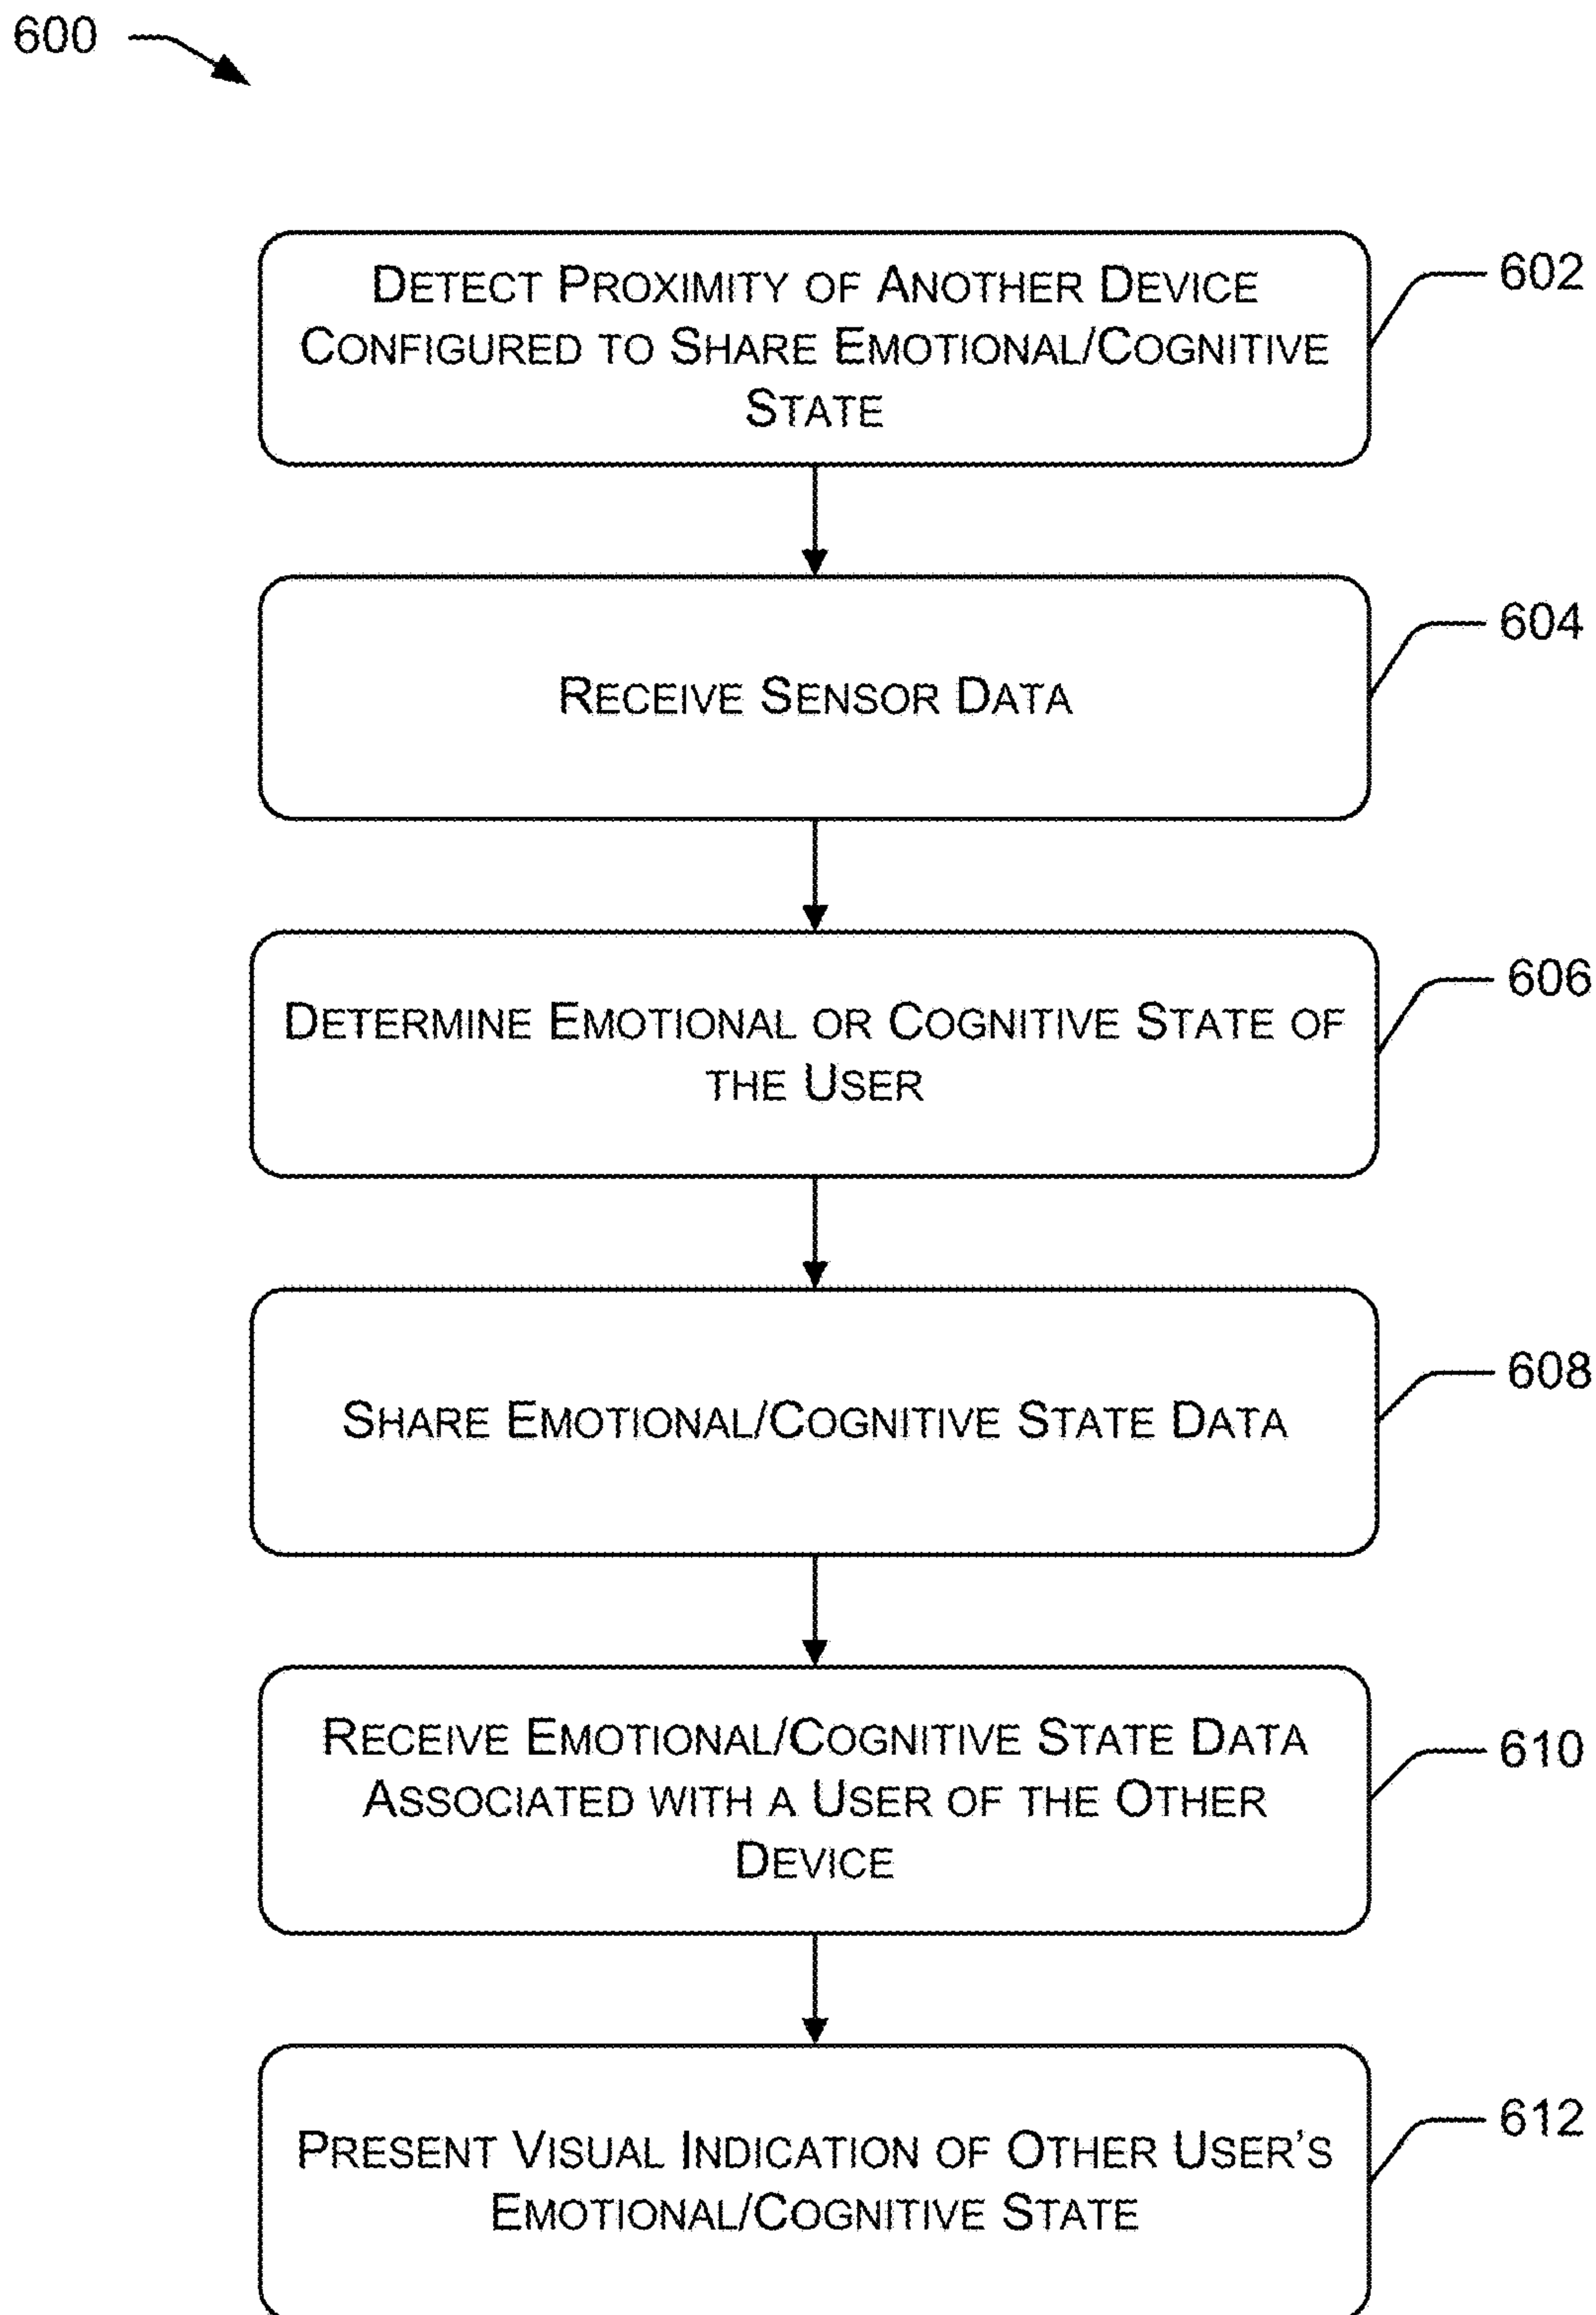 600
DETECT PROXIMITY OF ANOTHER DEVICE
CONFIGURED TO SHARE EMOTIONAL/COGNITIVE
STATE
602
RECEIVE SENSOR DATA
604
DETERMINE EMOTIONAL OR COGNITIVE STATE OF
THE USER
606
SHARE EMOTIONAL/COGNITIVE STATE DATA
608
RECEIVE EMOTIONAL/COGNITIVE STATE DATA
ASSOCIATED WITH A USER OF THE OTHER
DEVICE
610
PRESENT VISUAL INDICATION OF OTHER USER'S
EMOTIONAL/COGNITIVE STATE
612